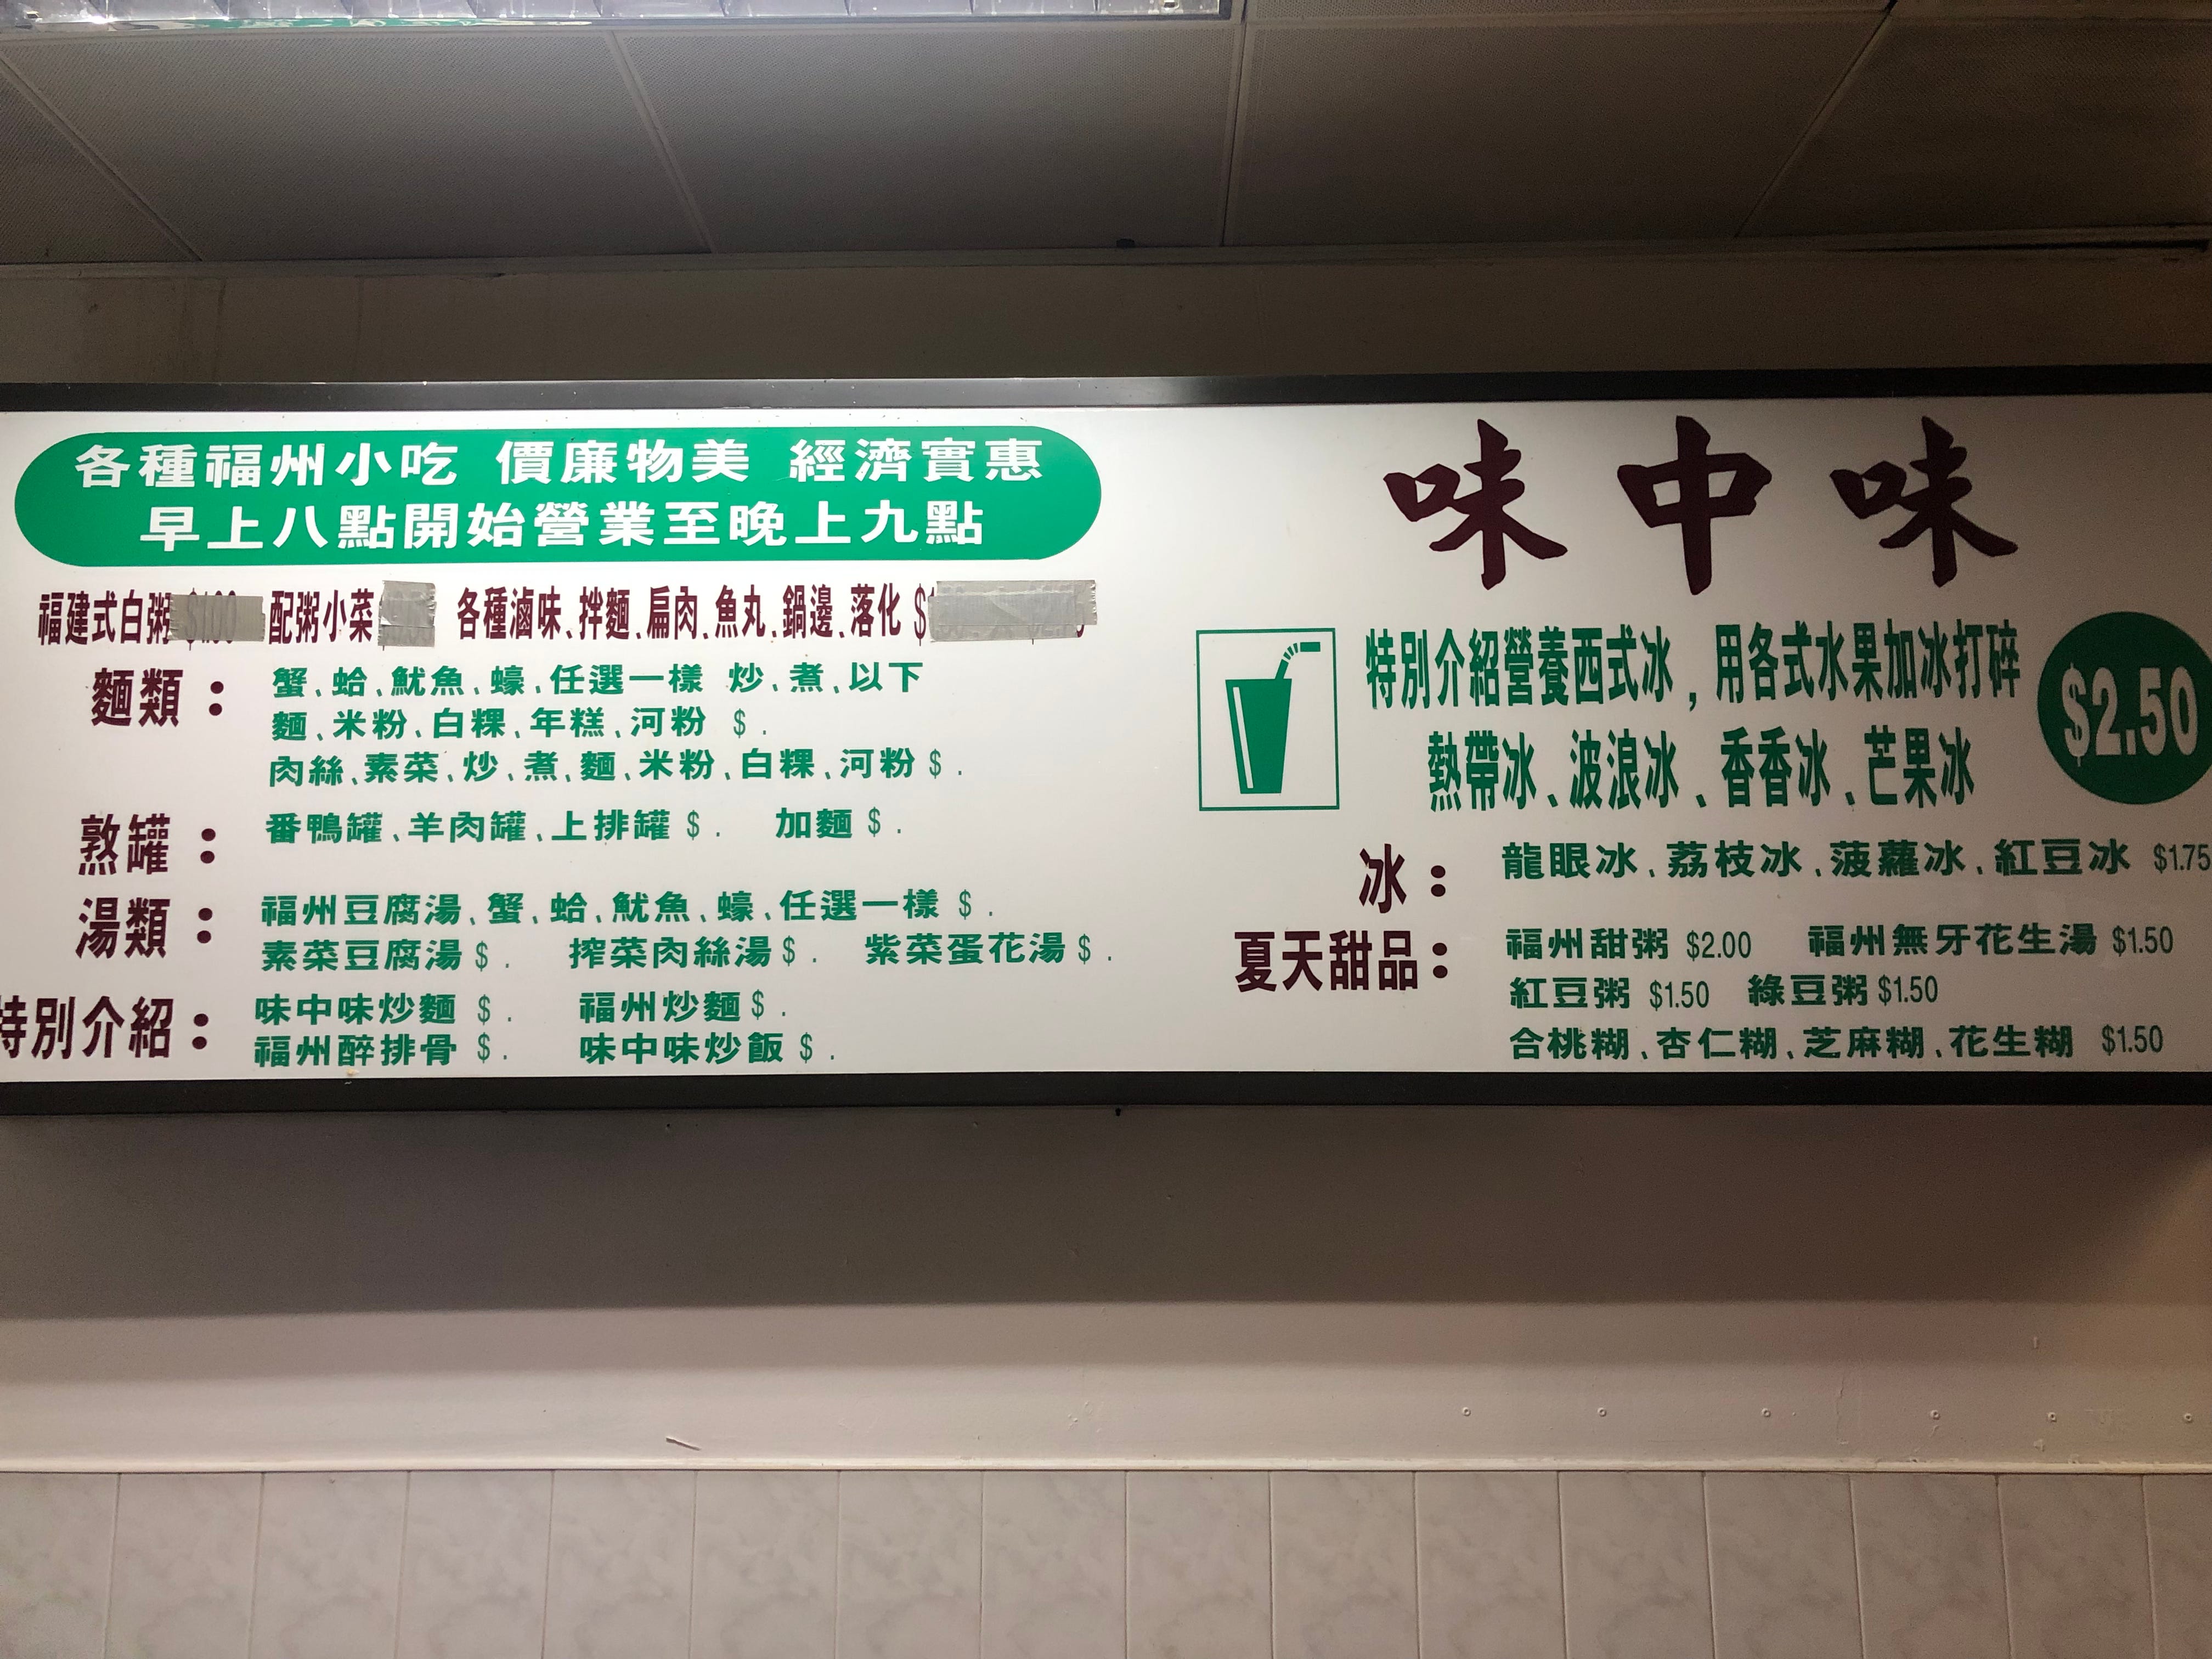 各種福州小吃 價廉物美 經濟實惠
早上八點開始營業至晚上九點
福建式白粥 配粥小菜 各種滷味、拌麵、扁肉、魚丸、鍋邊、落化 $
麵類： 蟹、蛤、魷魚、蠔、任選一樣 炒、煮、以下
麵、米粉、白粿、年糕、河粉 $ .
肉絲、素菜、炒、煮、麵、米粉、白粿、河粉 $ .
敦罐： 番鴨罐、羊肉罐、上排罐 $ . 加麵 $ .
湯類： 福州豆腐湯、蟹、蛤、魷魚、蠔、任選一樣 $ .
素菜豆腐湯 $ . 搾菜肉絲湯 $ . 紫菜蛋花湯 $ .
特別介紹： 味中味炒麵 $ . 福州炒麵 $ .
福州醉排骨 $ . 味中味炒飯 $ .
味中味
特別介紹營養西式冰，用各式水果加冰打碎
熱帶冰、波浪冰、香香冰、芒果冰
$2.50
冰： 龍眼冰、荔枝冰、菠蘿冰、紅豆冰 $1.75
夏天甜品： 福州甜粥 $2.00 福州無牙花生湯 $1.50
紅豆粥 $1.50 綠豆粥 $1.50
合桃糊、杏仁糊、芝麻糊、花生糊 $1.50